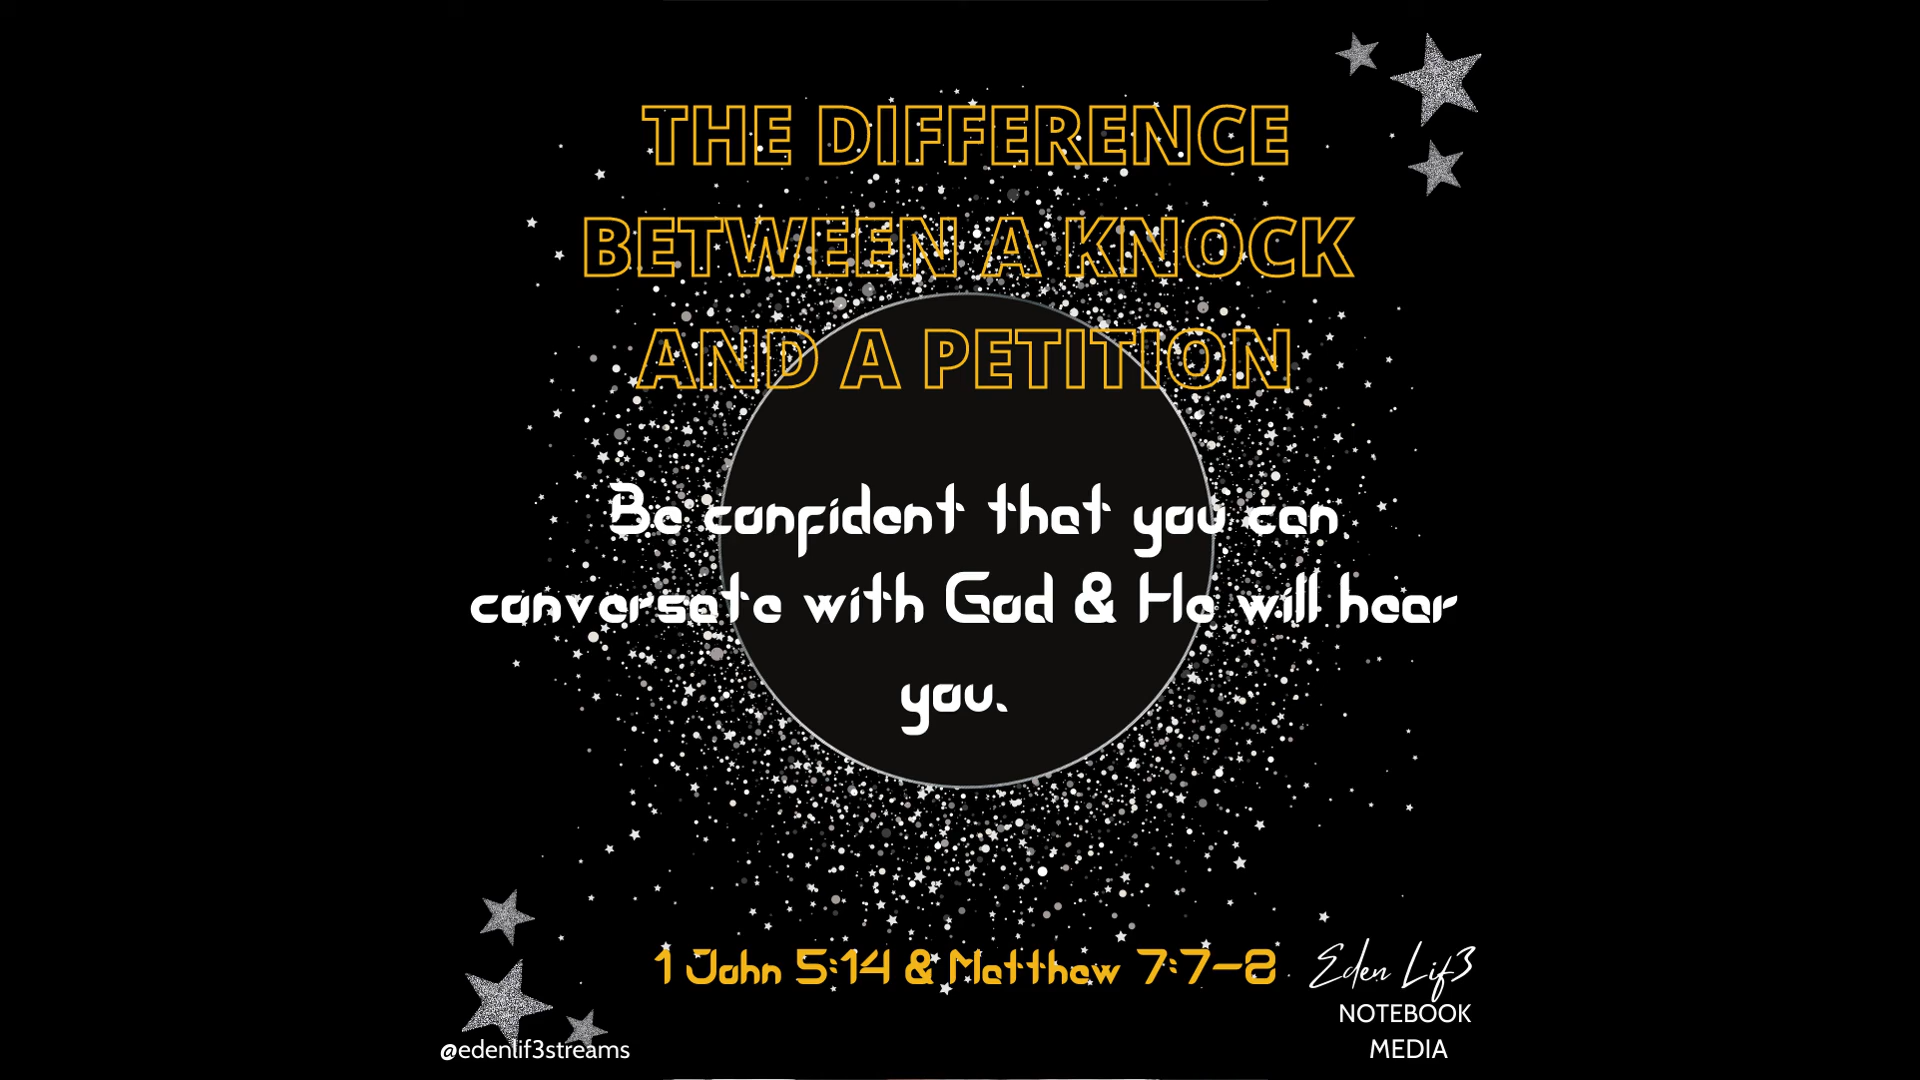 THE DIFFERENCE
BETWEEN A KNOCK
AND A PETITION
Be confident that you can
conversate with God & He will hear
you.
1 John 5:14 & Matthew 7:7-8
Eden Lif3
NOTEBOOK
MEDIA
@edenlif3streams